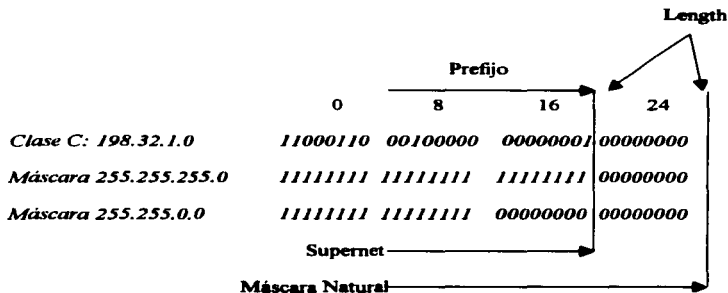 Length
Prefijo
0 8 16 24
Clase C: 198.32.1.0 11000110 00100000 00000001 00000000
Máscara 255.255.255.0 11111111 11111111 11111111 00000000
Máscara 255.255.0.0 11111111 11111111 00000000 00000000
Supernet
Máscara Natural